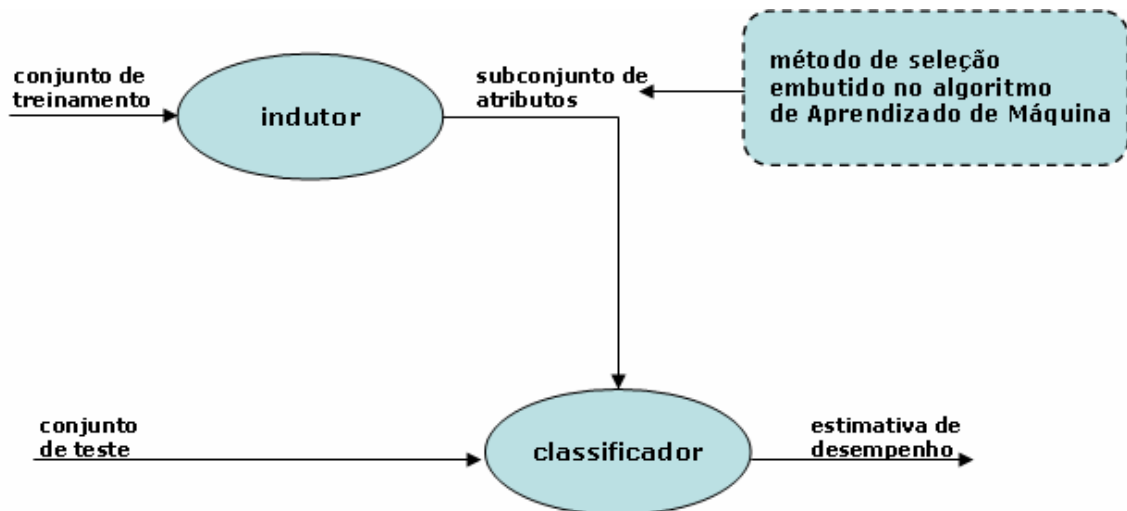 conjunto de
treinamento
indutor
subconjunto de
atributos
método de seleção
embutido no algoritmo
de Aprendizado de Máquina
conjunto
de teste
classificador
estimativa de
desempenho